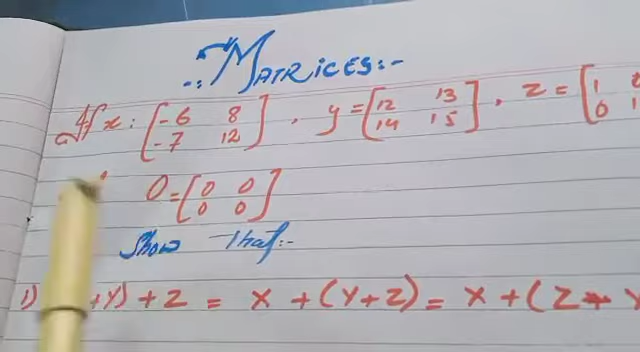 -: MATRICES:-
If x: [-6 8 -7 12], y=[12 13 14 15], z=[1 0 1
0=[0 0 0 0]
Show That:-
1) +y)+z = x+(y+z)= x+(z+y